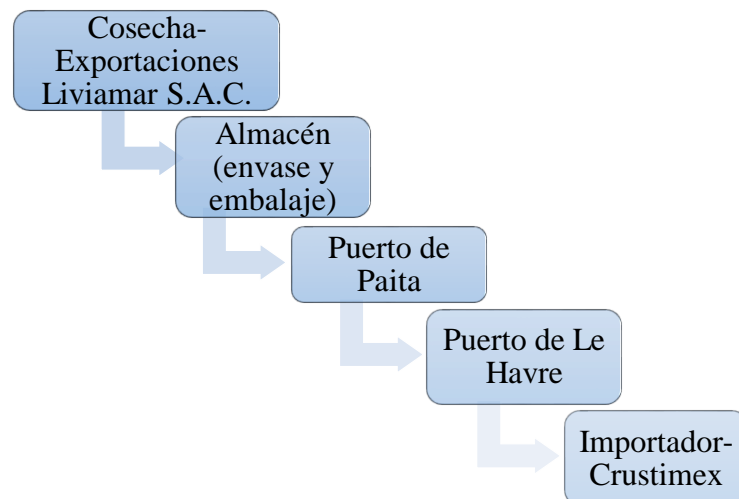 Cosecha-
Exportaciones
Liviamar S.A.C.
Almacén
(envase y
embalaje)
Puerto de
Paita
Puerto de Le
Havre
Importador-
Crustimex